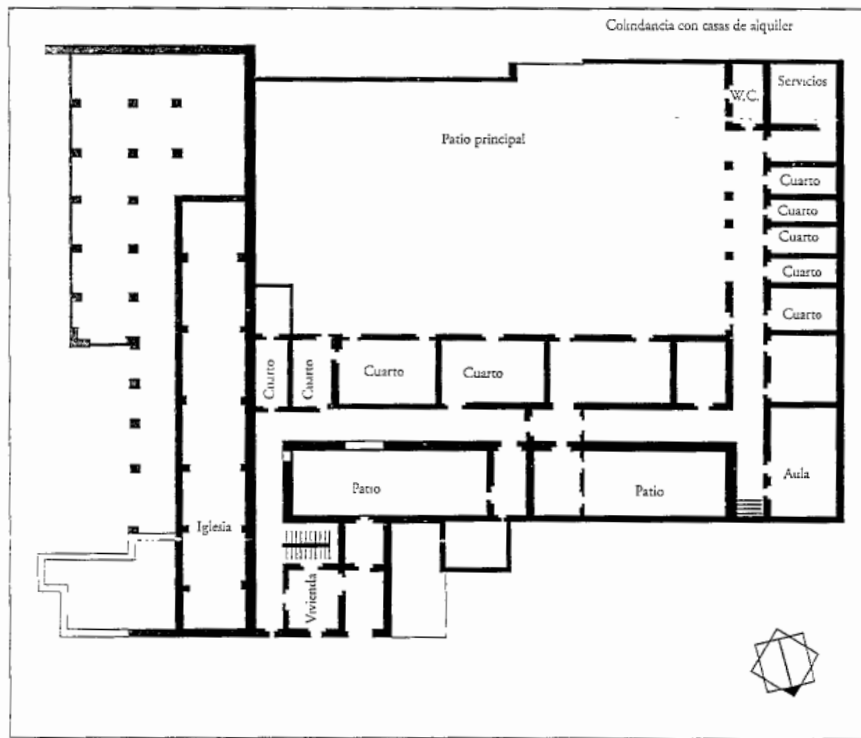 Colindancia con casas de alquiler
W.C.
Servicios
Patio principal
Cuarto
Cuarto
Cuarto
Cuarto
Cuarto
Cuarto
Cuarto
Cuarto
Cuarto
Patio
Patio
Aula
Iglesia
Vivienda